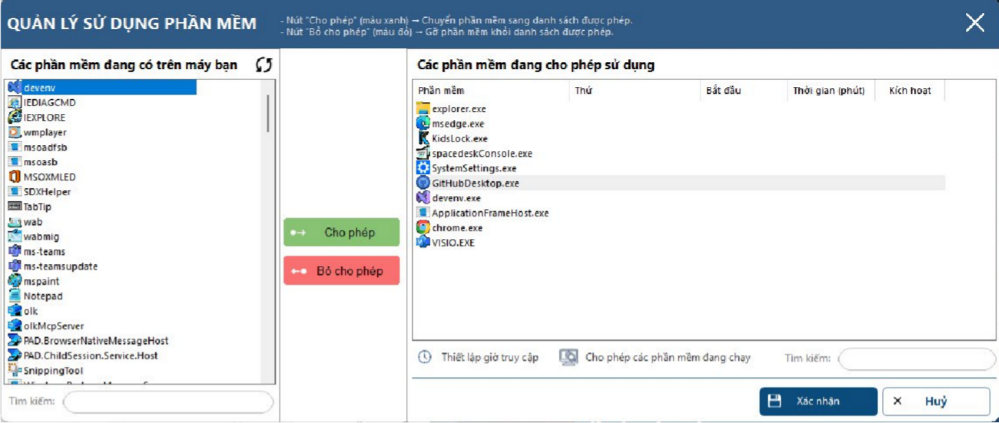 QUẢN LÝ SỬ DỤNG PHẦN MỀM
- Nút "Cho phép" (màu xanh) → Chuyển phần mềm sang danh sách được phép.
- Nút "Bỏ cho phép" (màu đỏ) → Gỡ phần mềm khỏi danh sách được phép.
Các phần mềm đang có trên máy bạn
devenv
IEDIAGCMD
IEXPLORE
wmplayer
msoadfsb
msoasb
MSOXMLED
SDXHelper
TabTip
wab
wabmig
ms-teams
ms-teamsupdate
mspaint
Notepad
olk
olkMcpServer
PAD.BrowserNativeMessageHost
PAD.ChildSession.Service.Host
SnippingTool
Tìm kiếm:
Cho phép
Bỏ cho phép
Các phần mềm đang cho phép sử dụng
Phần mềm Thứ Bắt đầu Thời gian (phút) Kích hoạt
explorer.exe
msedge.exe
KidsLock.exe
spacedeskConsole.exe
SystemSettings.exe
GitHubDesktop.exe
devenv.exe
ApplicationFrameHost.exe
chrome.exe
VISIO.EXE
Thiết lập giờ truy cập Cho phép các phần mềm đang chạy Tìm kiếm:
Xác nhận Huỷ